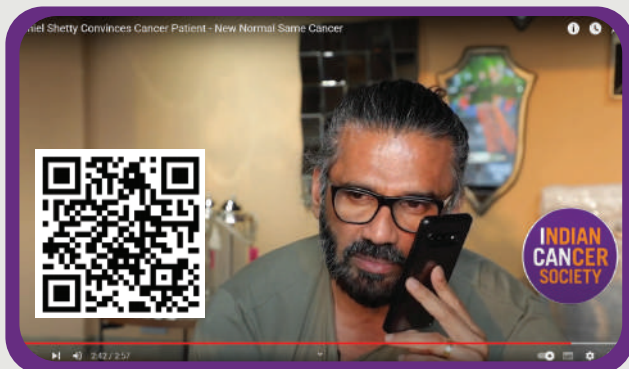 niel Shetty Convinces Cancer Patient - New Normal Same Cancer
INDIAN
CANCER
SOCIETY
2:42 / 2:57